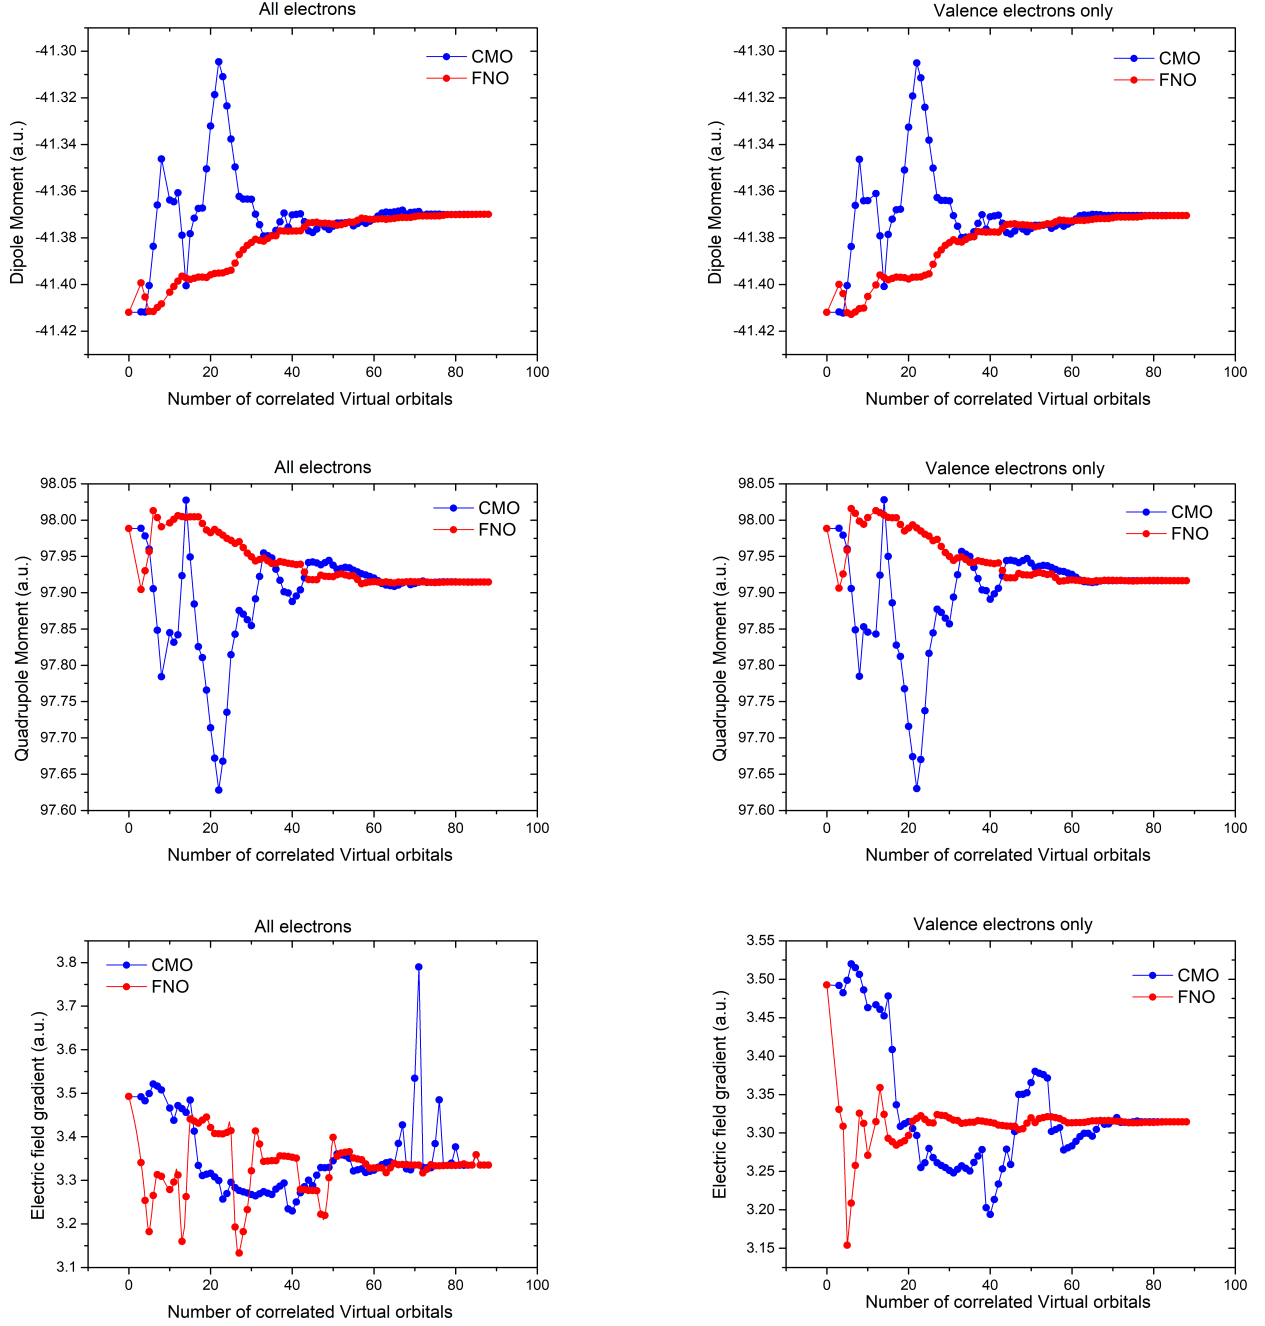 All electrons
CMO
FNO
-41.30
-41.32
-41.34
-41.36
-41.38
-41.40
-41.42
Dipole Moment (a.u.)
0 20 40 60 80 100
Number of correlated Virtual orbitals
Valence electrons only
CMO
FNO
-41.30
-41.32
-41.34
-41.36
-41.38
-41.40
-41.42
Dipole Moment (a.u.)
0 20 40 60 80 100
Number of correlated Virtual orbitals
All electrons
CMO
FNO
98.05
98.00
97.95
97.90
97.85
97.80
97.75
97.70
97.65
97.60
Quadrupole Moment (a.u.)
0 20 40 60 80 100
Number of correlated Virtual orbitals
Valence electrons only
CMO
FNO
98.05
98.00
97.95
97.90
97.85
97.80
97.75
97.70
97.65
97.60
Quadrupole Moment (a.u.)
0 20 40 60 80 100
Number of correlated Virtual orbitals
All electrons
CMO
FNO
3.8
3.7
3.6
3.5
3.4
3.3
3.2
3.1
Electric field gradient (a.u.)
0 20 40 60 80 100
Number of correlated Virtual orbitals
Valence electrons only
CMO
FNO
3.55
3.50
3.45
3.40
3.35
3.30
3.25
3.20
3.15
Electric field gradient (a.u.)
0 20 40 60 80 100
Number of correlated Virtual orbitals